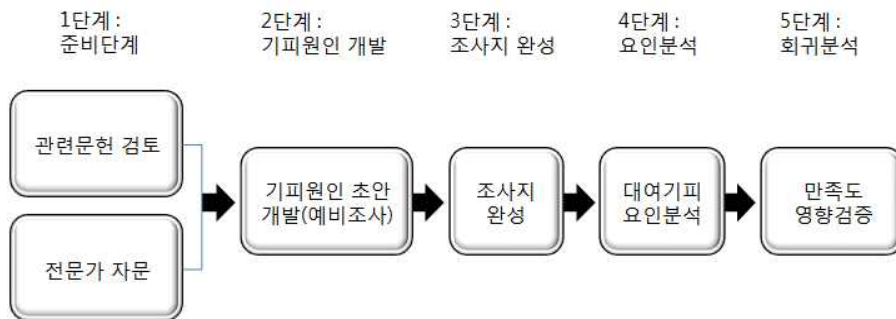 1단계 :
준비단계
2단계 :
기피원인 개발
3단계 :
조사지 완성
4단계 :
요인분석
5단계 :
회귀분석
관련문헌 검토
전문가 자문
기피원인 초안
개발(예비조사)
조사지
완성
대여기피
요인분석
만족도
영향검증